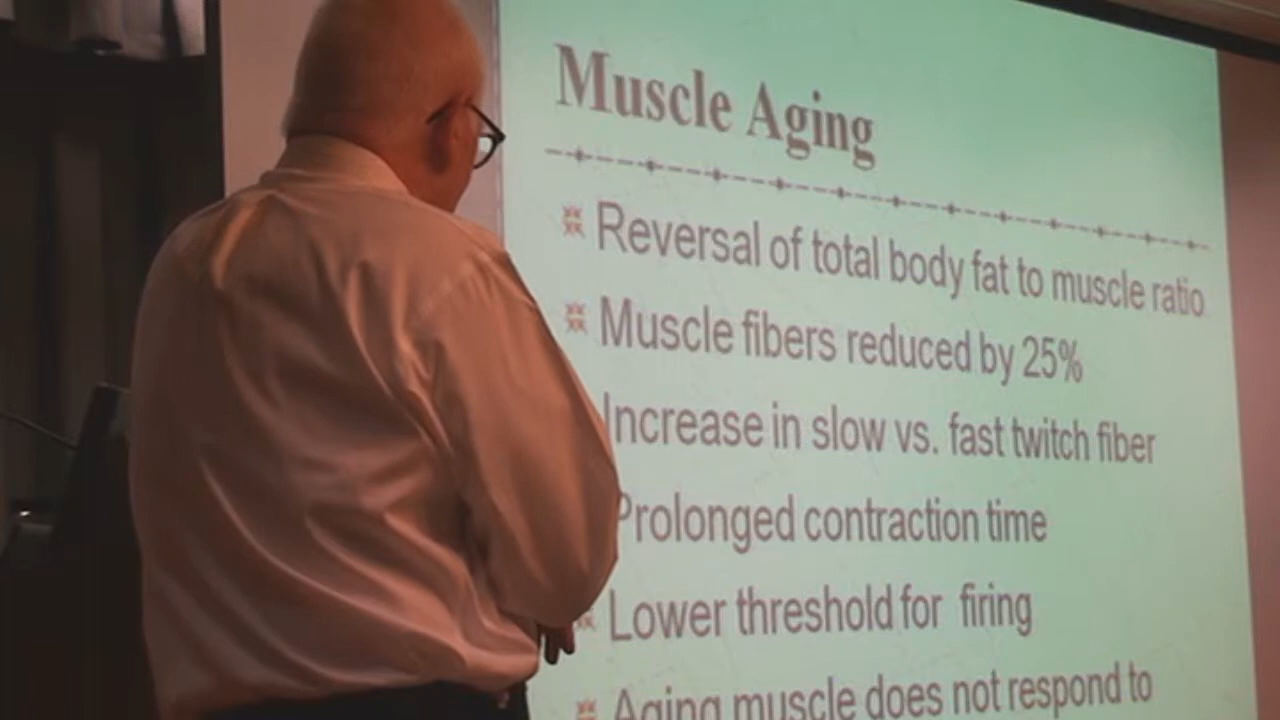 Muscle Aging
Reversal of total body fat to muscle ratio
Muscle fibers reduced by 25%
Increase in slow vs. fast twitch fiber
Prolonged contraction time
Lower threshold for firing
Aging muscle does not respond to